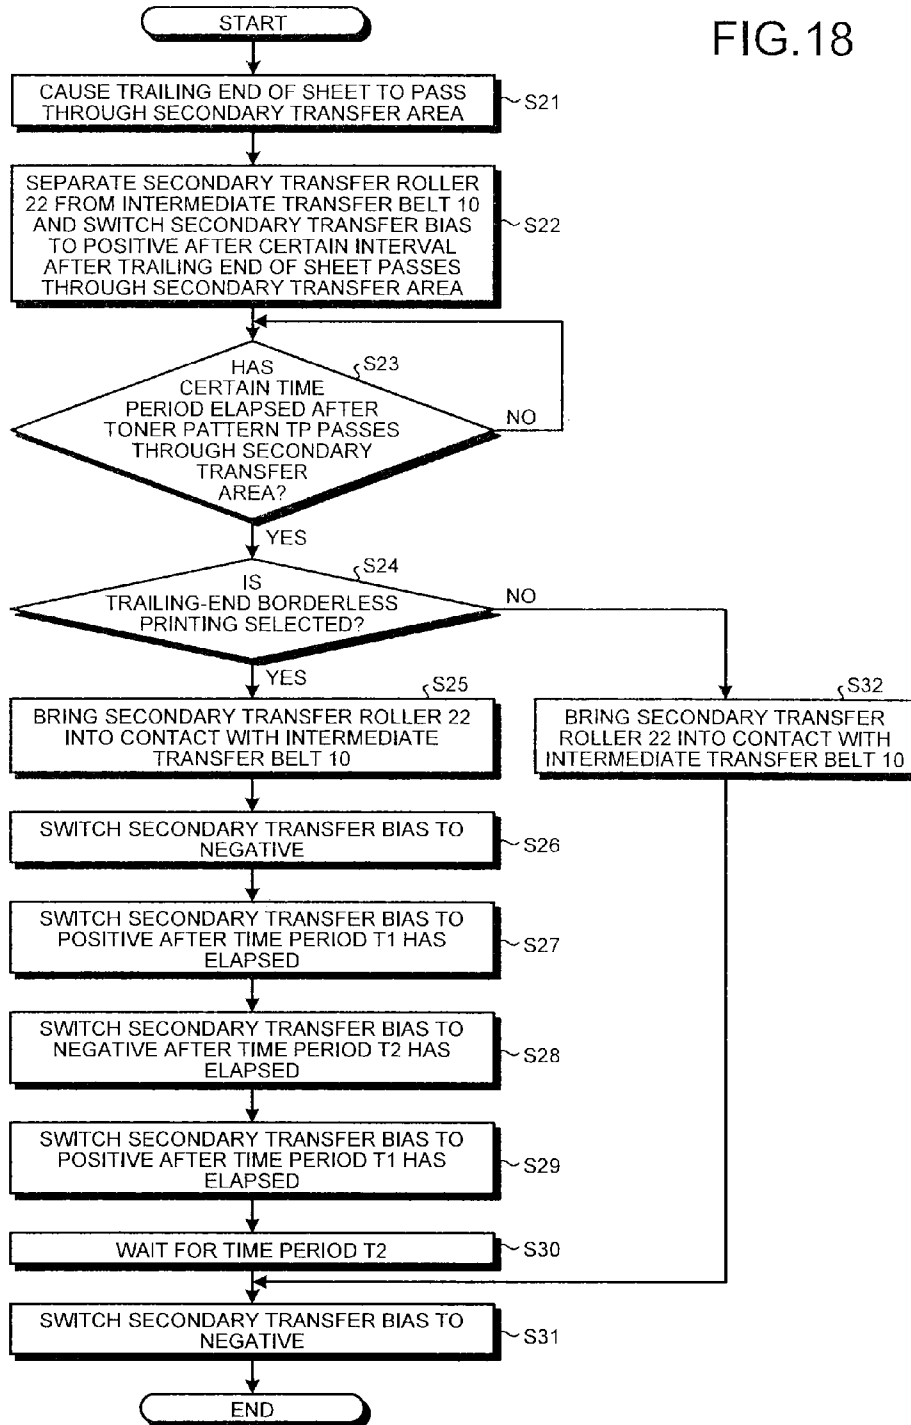 START
FIG.18
CAUSE TRAILING END OF SHEET TO PASS
THROUGH SECONDARY TRANSFER AREA
S21
SEPARATE SECONDARY TRANSFER ROLLER
22 FROM INTERMEDIATE TRANSFER BELT 10
AND SWITCH SECONDARY TRANSFER BIAS
TO POSITIVE AFTER CERTAIN INTERVAL
AFTER TRAILING END OF SHEET PASSES
THROUGH SECONDARY TRANSFER AREA
S22
HAS
CERTAIN TIME
PERIOD ELAPSED AFTER
TONER PATTERN TP PASSES
THROUGH SECONDARY
TRANSFER
AREA?
S23
NO
YES
IS
TRAILING-END BORDERLESS
PRINTING SELECTED?
S24
NO
YES
BRING SECONDARY TRANSFER ROLLER 22
INTO CONTACT WITH INTERMEDIATE
TRANSFER BELT 10
S25
BRING SECONDARY TRANSFER
ROLLER 22 INTO CONTACT WITH
INTERMEDIATE TRANSFER BELT 10
S32
SWITCH SECONDARY TRANSFER BIAS TO
NEGATIVE
S26
SWITCH SECONDARY TRANSFER BIAS TO
POSITIVE AFTER TIME PERIOD T1 HAS
ELAPSED
S27
SWITCH SECONDARY TRANSFER BIAS TO
NEGATIVE AFTER TIME PERIOD T2 HAS
ELAPSED
S28
SWITCH SECONDARY TRANSFER BIAS TO
POSITIVE AFTER TIME PERIOD T1 HAS
ELAPSED
S29
WAIT FOR TIME PERIOD T2
S30
SWITCH SECONDARY TRANSFER BIAS TO
NEGATIVE
S31
END